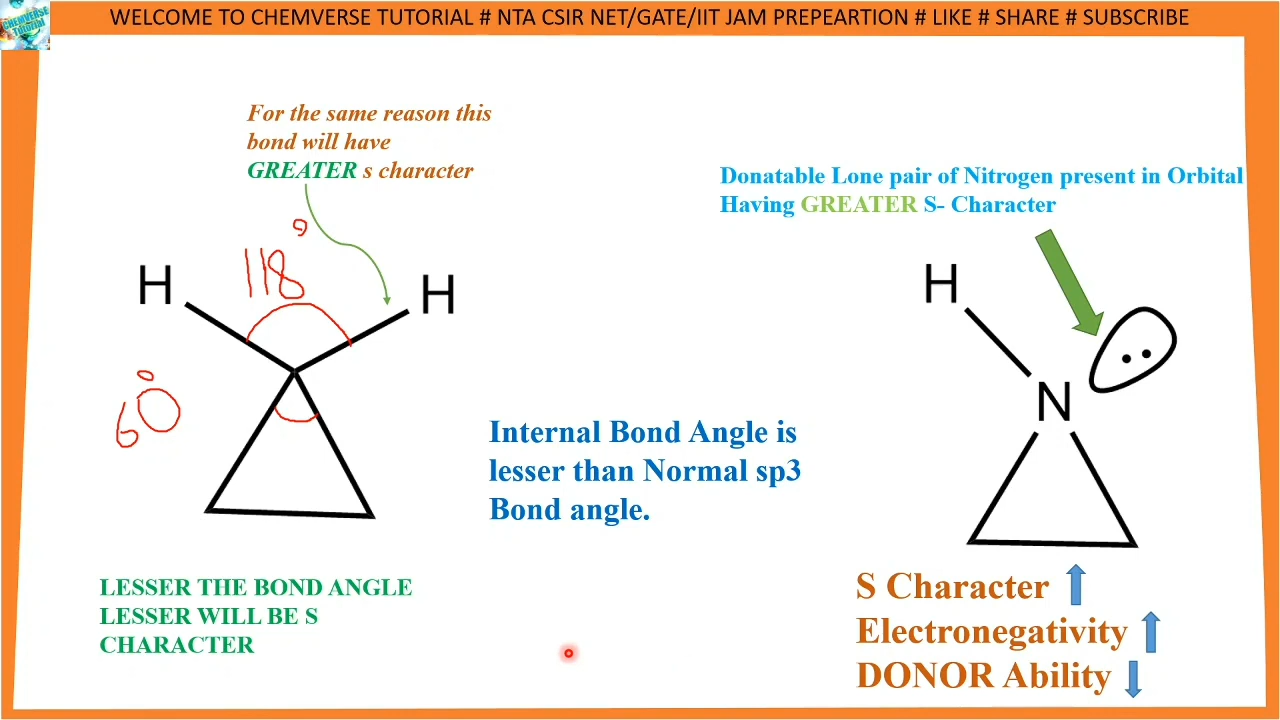 WELCOME TO CHEMVERSE TUTORIAL # NTA CSIR NET/GATE/IIT JAM PREPEARTION # LIKE # SHARE # SUBSCRIBE
CHEMVERSE
TUTORIAL
For the same reason this
bond will have
GREATER s character
118°
H
H
60°
Internal Bond Angle is
lesser than Normal sp3
Bond angle.
LESSER THE BOND ANGLE
LESSER WILL BE S
CHARACTER
Donatable Lone pair of Nitrogen present in Orbital
Having GREATER S- Character
H
N
S Character
Electronegativity
DONOR Ability